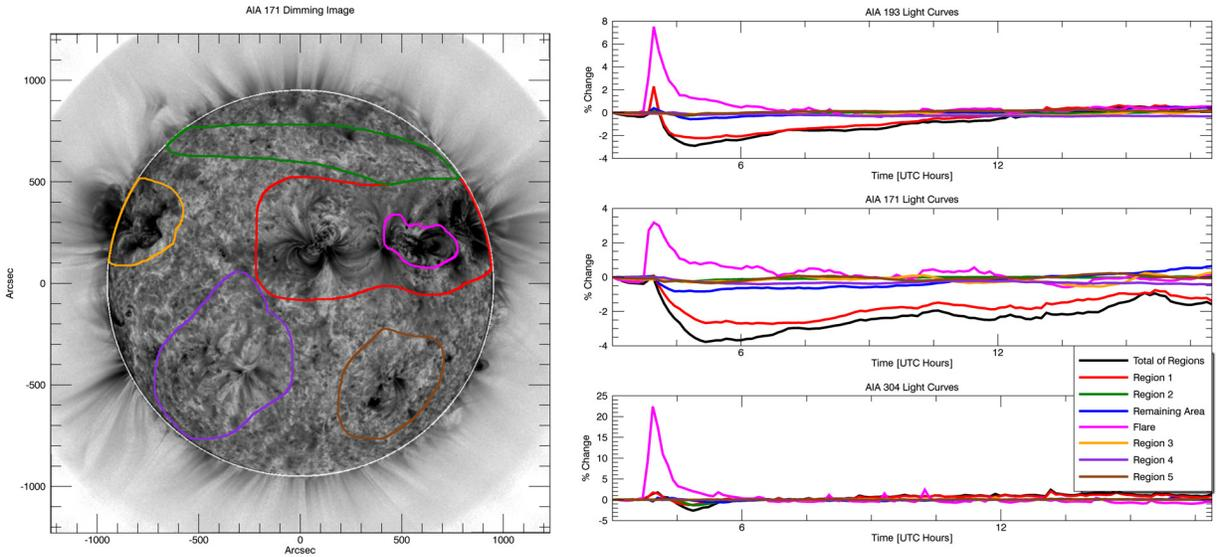 AIA 171 Dimming Image
1000
500
0
-500
-1000
-1000
-500
0
500
1000
Arcsec
Arcsec
AIA 193 Light Curves
8
6
4
2
0
-2
-4
% Change
6
12
Time [UTC Hours]
AIA 171 Light Curves
4
2
0
-2
-4
% Change
6
12
Time [UTC Hours]
AIA 304 Light Curves
25
20
15
10
5
0
-5
% Change
6
12
Time [UTC Hours]
Total of Regions
Region 1
Region 2
Remaining Area
Flare
Region 3
Region 4
Region 5